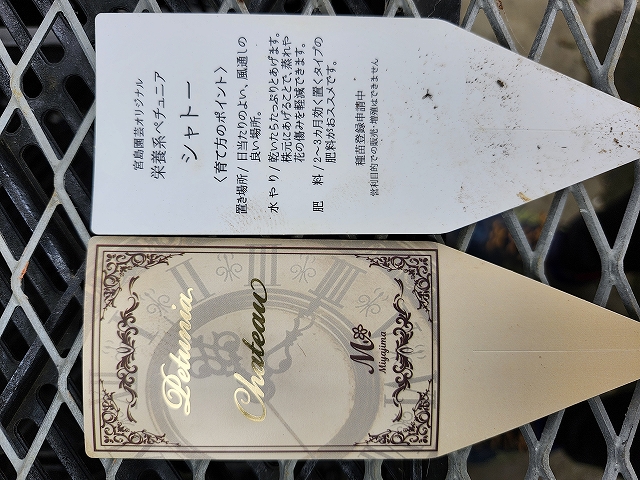 宮島園芸オリジナル
栄養系ペチュニア
シャトー
〈育て方のポイント〉
置き場所/日当たりのよい、風通しの
良い場所。
水やり/乾いたらたっぷりとあげます。
株元にあげることで、蒸れや
花の傷みを軽減できます。
肥　料/2~3ヵ月効く置くタイプの
肥料がおススメです。
種苗登録申請中
営利目的での販売・増殖はできません
Petunia
Chateau
M
Miyajima